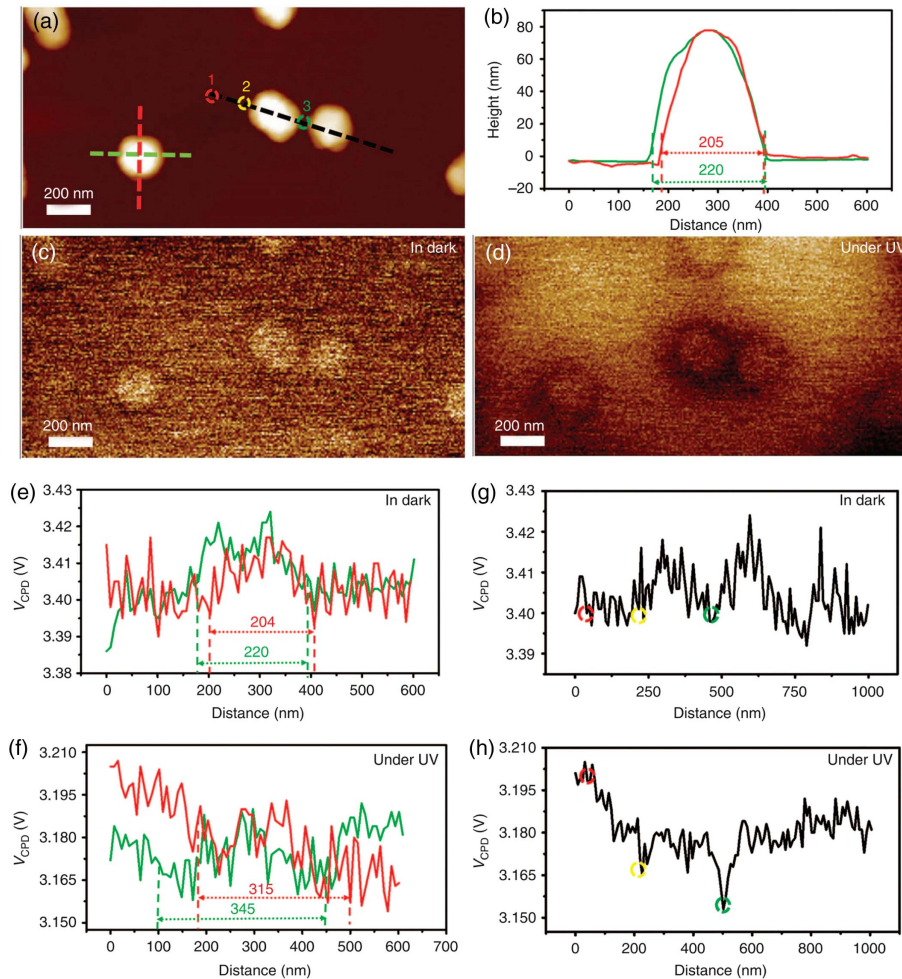 (a)
1
2
3
200 nm
(b)
Height (nm)
80
60
40
20
0
−20
205
220
0 100 200 300 400 500 600
Distance (nm)
(c)
In dark
200 nm
(d)
Under UV
200 nm
(e)
In dark
V_CPD (V)
3.43
3.42
3.41
3.40
3.39
3.38
204
220
0 100 200 300 400 500 600
Distance (nm)
(g)
In dark
V_CPD (V)
3.43
3.42
3.41
3.40
3.39
0 250 500 750 1000
Distance (nm)
(f)
Under UV
V_CPD (V)
3.210
3.195
3.180
3.165
3.150
315
345
0 100 200 300 400 500 600 700
Distance (nm)
(h)
V_CPD (V)
3.210
3.195
3.180
3.165
3.150
Under UV
0 200 400 600 800 1000
Distance (nm)